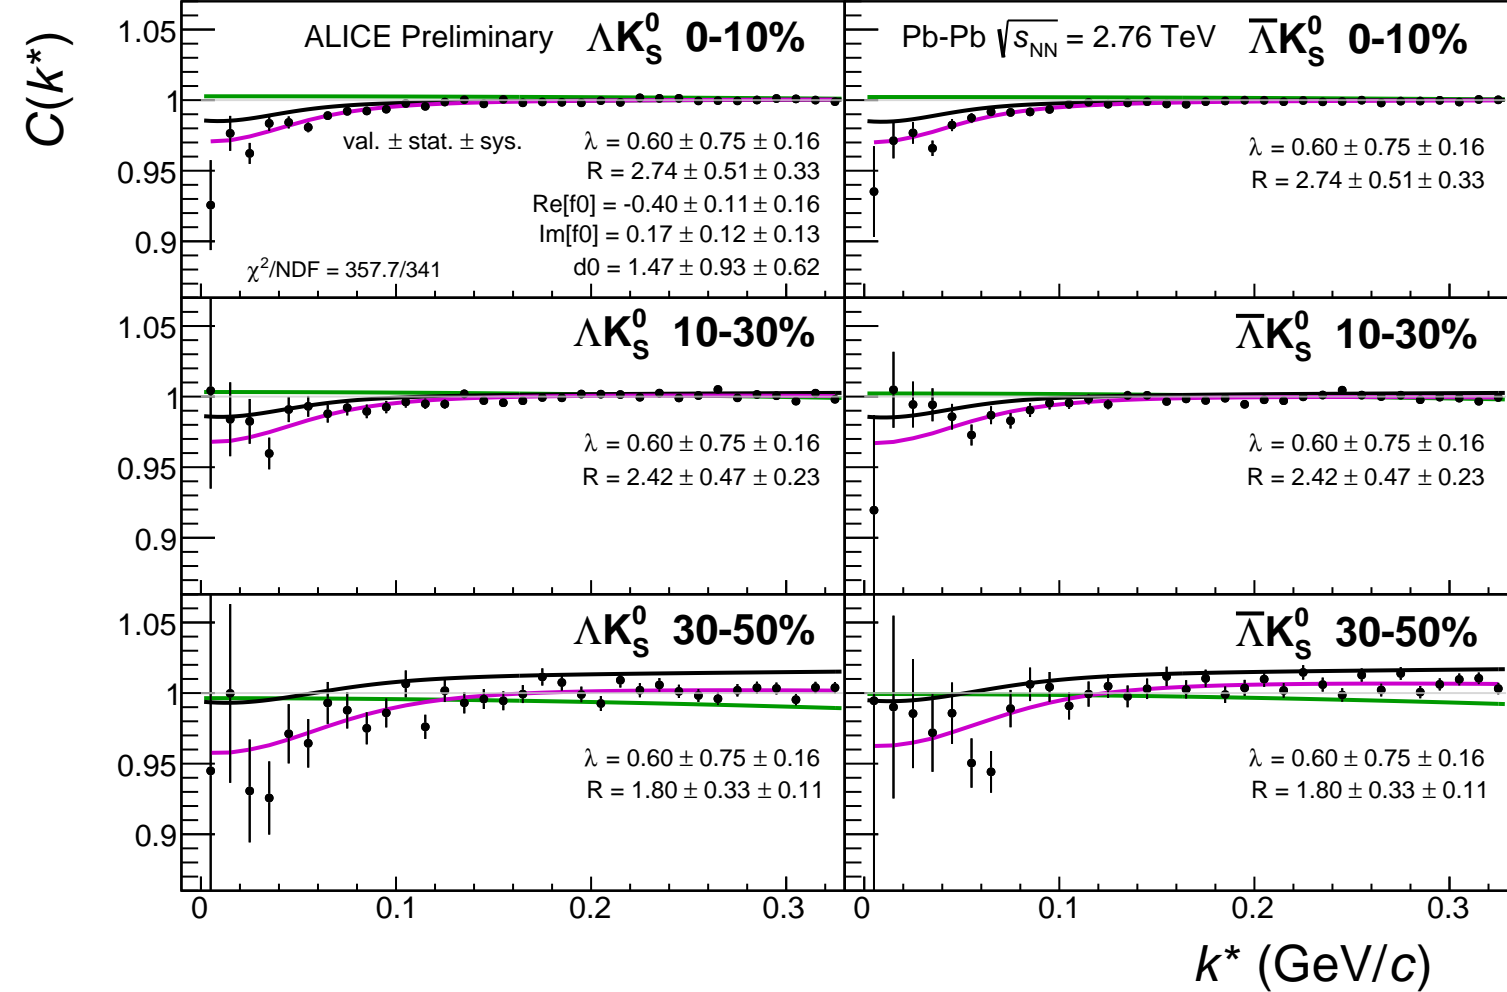 C(k*)
ALICE Preliminary ΛK⁰_S 0-10%
1.05
1
0.95
0.9
val. ± stat. ± sys.
λ = 0.60 ± 0.75 ± 0.16
R = 2.74 ± 0.51 ± 0.33
Re[f0] = -0.40 ± 0.11 ± 0.16
Im[f0] = 0.17 ± 0.12 ± 0.13
d0 = 1.47 ± 0.93 ± 0.62
χ²/NDF = 357.7/341
Pb-Pb √s_NN = 2.76 TeV Λ̅K⁰_S 0-10%
λ = 0.60 ± 0.75 ± 0.16
R = 2.74 ± 0.51 ± 0.33
ΛK⁰_S 10-30%
1.05
1
0.95
0.9
λ = 0.60 ± 0.75 ± 0.16
R = 2.42 ± 0.47 ± 0.23
Λ̅K⁰_S 10-30%
λ = 0.60 ± 0.75 ± 0.16
R = 2.42 ± 0.47 ± 0.23
ΛK⁰_S 30-50%
1.05
1
0.95
0.9
λ = 0.60 ± 0.75 ± 0.16
R = 1.80 ± 0.33 ± 0.11
Λ̅K⁰_S 30-50%
λ = 0.60 ± 0.75 ± 0.16
R = 1.80 ± 0.33 ± 0.11
0 0.1 0.2 0.3
0 0.1 0.2 0.3
k* (GeV/c)